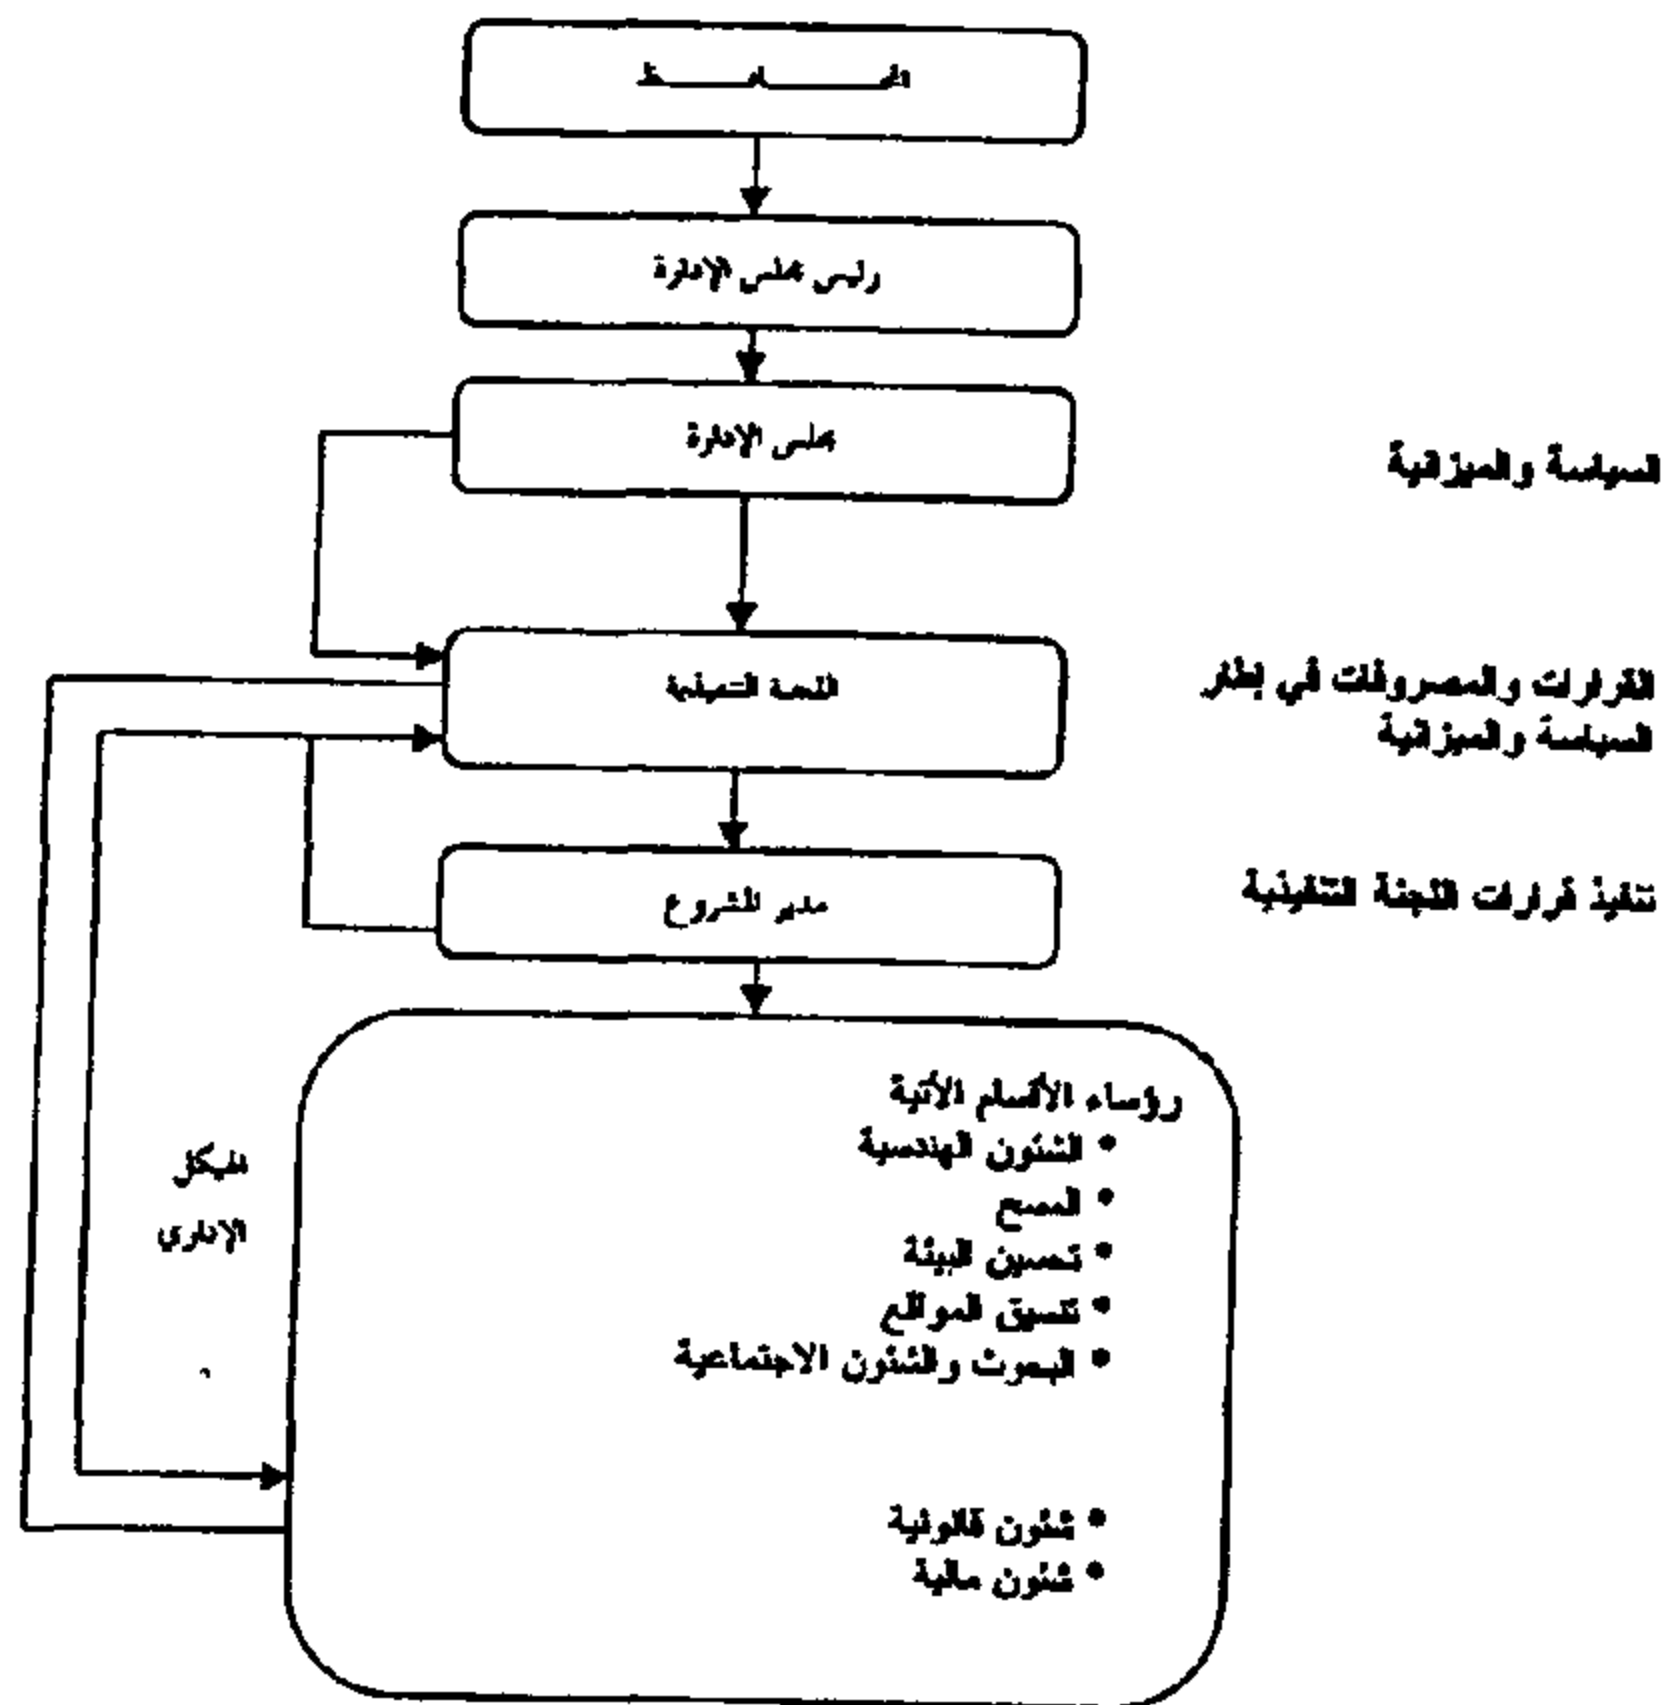 المحافظ
رئيس مجلس الإدارة
مجلس الإدارة
السياسة والميزانية
اللجنة التنفيذية
القرارات والمصروفات في إطار
السياسة والميزانية
مدير المشروع
تنفيذ قرارات اللجنة التنفيذية
رؤساء الأقسام الآتية
• الشئون الهندسية
• المسح
• تحسين البيئة
• تنسيق المواقع
• البحوث والشئون الاجتماعية
• شئون قانونية
• شئون مالية
الهيكل
الإداري